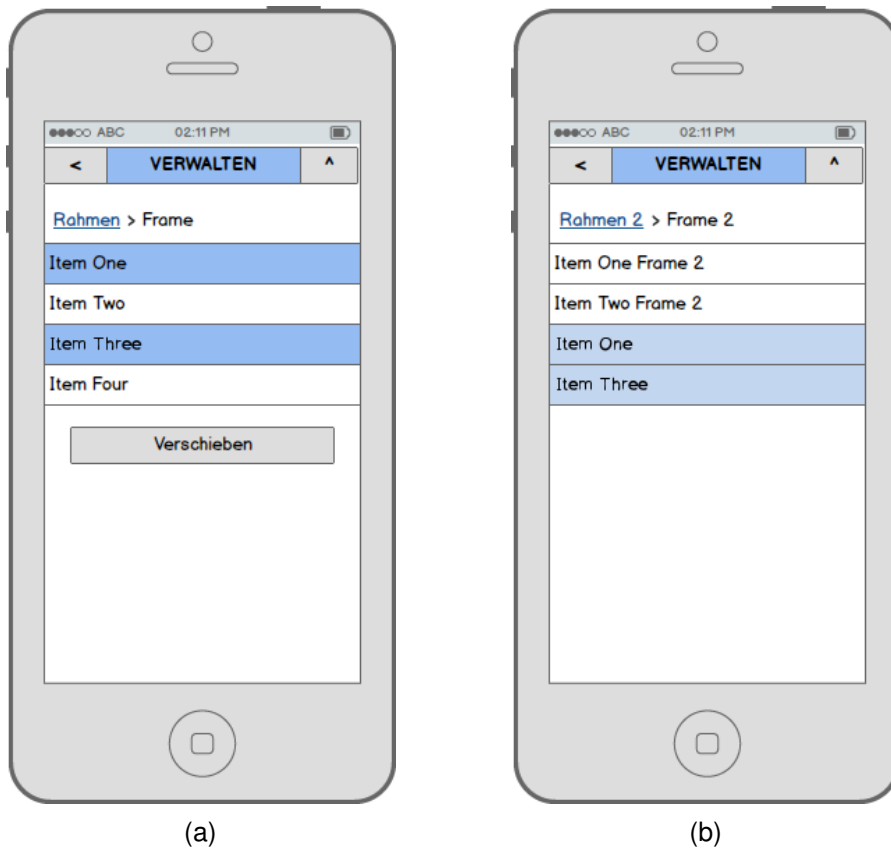 ABC 02:11 PM
< VERWALTEN ^
Rahmen > Frame
Item One
Item Two
Item Three
Item Four
Verschieben
(a)
ABC 02:11 PM
< VERWALTEN ^
Rahmen 2 > Frame 2
Item One Frame 2
Item Two Frame 2
Item One
Item Three
(b)